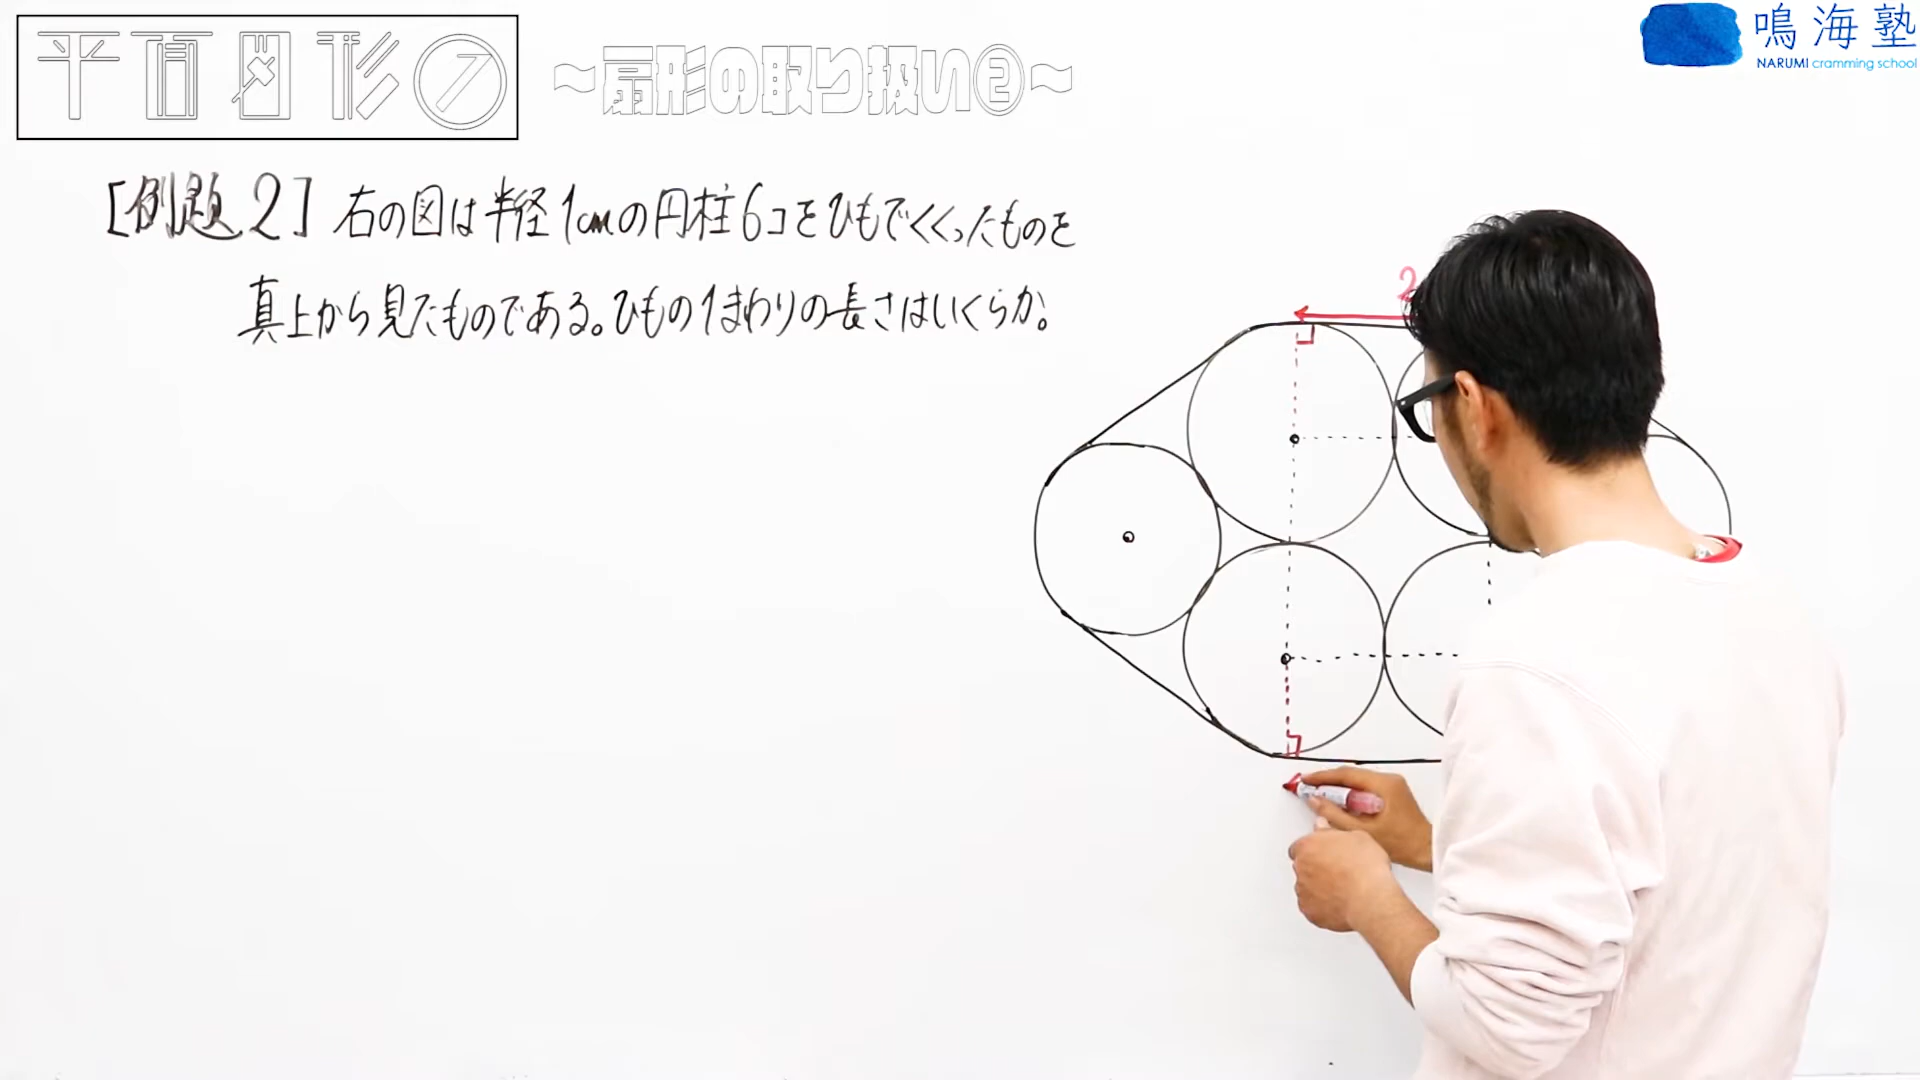 平面図形⑦
~扇形の取り扱い②~
鳴海塾
NARUMI cramming school
[例題2] 右の図は半径1cmの円柱6コをひもでくくったものを
真上から見たものである。ひもの1まわりの長さはいくらか。
2